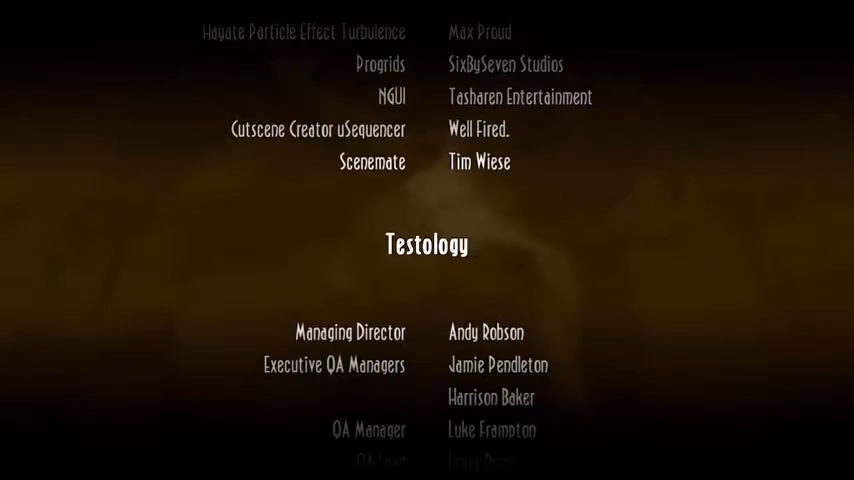 Hayate Particle Effect Turbulence Max Proud
Progrids SixBySeven Studios
NGUI Tasharen Entertainment
Cutscene Creator uSequencer Well Fired.
Scenemate Tim Wiese
Testology
Managing Director Andy Robson
Executive QA Managers Jamie Pendleton
Harrison Baker
QA Manager Luke Frampton
QA